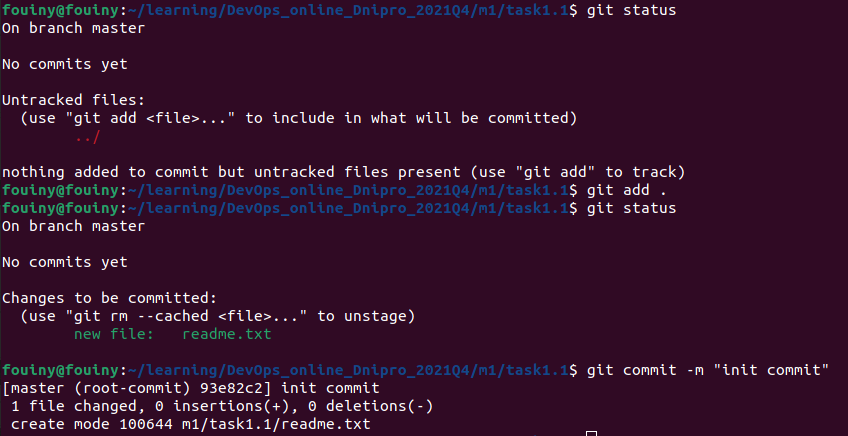 fouiny@fouiny:~/learning/DevOps_online_Dnipro_2021Q4/m1/task1.1$ git status
On branch master
No commits yet
Untracked files:
  (use "git add <file>..." to include in what will be committed)
        ../
nothing added to commit but untracked files present (use "git add" to track)
fouiny@fouiny:~/learning/DevOps_online_Dnipro_2021Q4/m1/task1.1$ git add .
fouiny@fouiny:~/learning/DevOps_online_Dnipro_2021Q4/m1/task1.1$ git status
On branch master
No commits yet
Changes to be committed:
  (use "git rm --cached <file>..." to unstage)
        new file:   readme.txt
fouiny@fouiny:~/learning/DevOps_online_Dnipro_2021Q4/m1/task1.1$ git commit -m "init commit"
[master (root-commit) 93e82c2] init commit
 1 file changed, 0 insertions(+), 0 deletions(-)
 create mode 100644 m1/task1.1/readme.txt